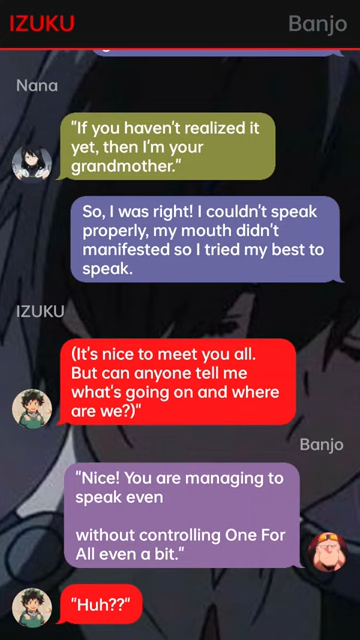 IZUKU Banjo
Nana
"If you haven't realized it
yet, then I'm your
grandmother."
So, I was right! I couldn't speak
properly, my mouth didn't
manifested so I tried my best to
speak.
IZUKU
(It's nice to meet you all.
But can anyone tell me
what's going on and where
are we?)"
Banjo
"Nice! You are managing to
speak even
without controlling One For
All even a bit."
"Huh??"